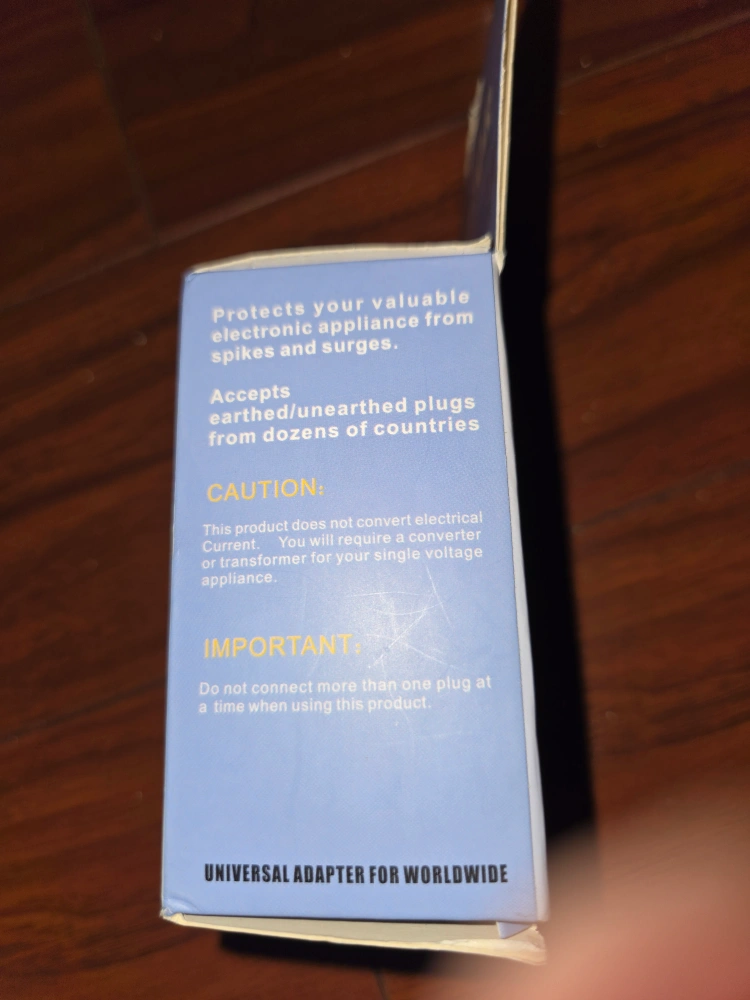 Protects your valuable
electronic appliance from
spikes and surges.
Accepts
earthed/unearthed plugs
from dozens of countries
CAUTION:
This product does not convert electrical
Current. You will require a converter
or transformer for your single voltage
appliance.
IMPORTANT:
Do not connect more than one plug at
a time when using this product.
UNIVERSAL ADAPTER FOR WORLDWIDE